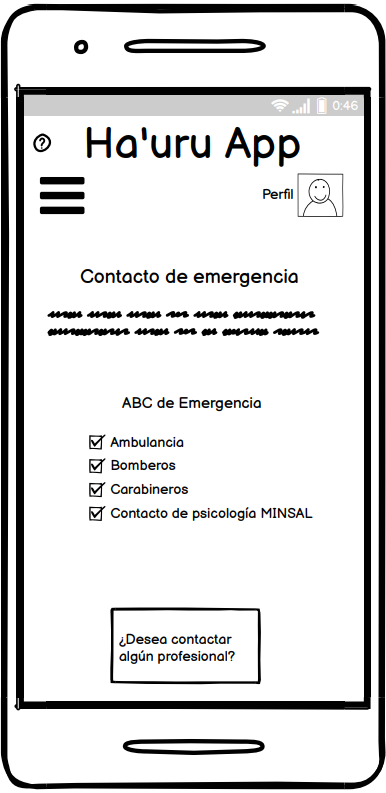 0:46
?
Ha'uru App
Perfil
Contacto de emergencia
ABC de Emergencia
Ambulancia
Bomberos
Carabineros
Contacto de psicología MINSAL
¿Desea contactar
algún profesional?